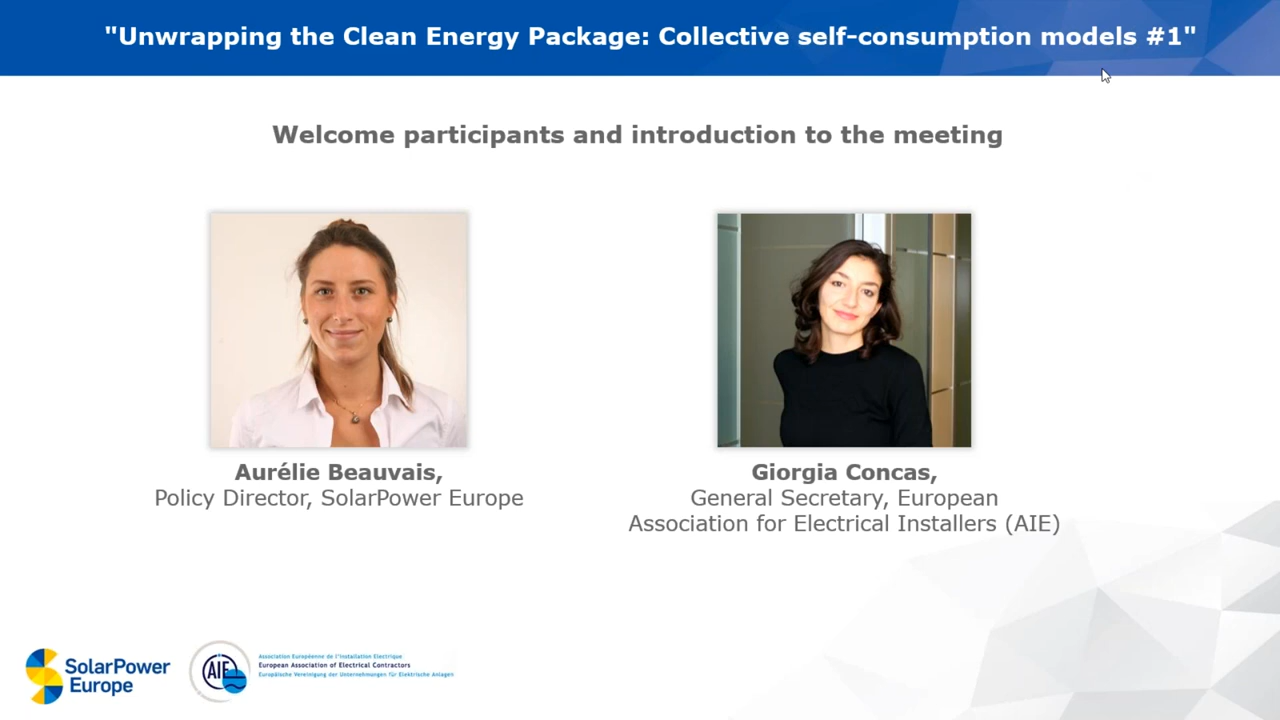 "Unwrapping the Clean Energy Package: Collective self-consumption models #1"
Welcome participants and introduction to the meeting
Aurélie Beauvais,
Policy Director, SolarPower Europe
Giorgia Concas,
General Secretary, European
Association for Electrical Installers (AIE)
SolarPower
Europe
AIE
Association Européenne de l'Installation Electrique
European Association of Electrical Contractors
Europäische Vereinigung der Unternehmungen für Elektrische Anlagen